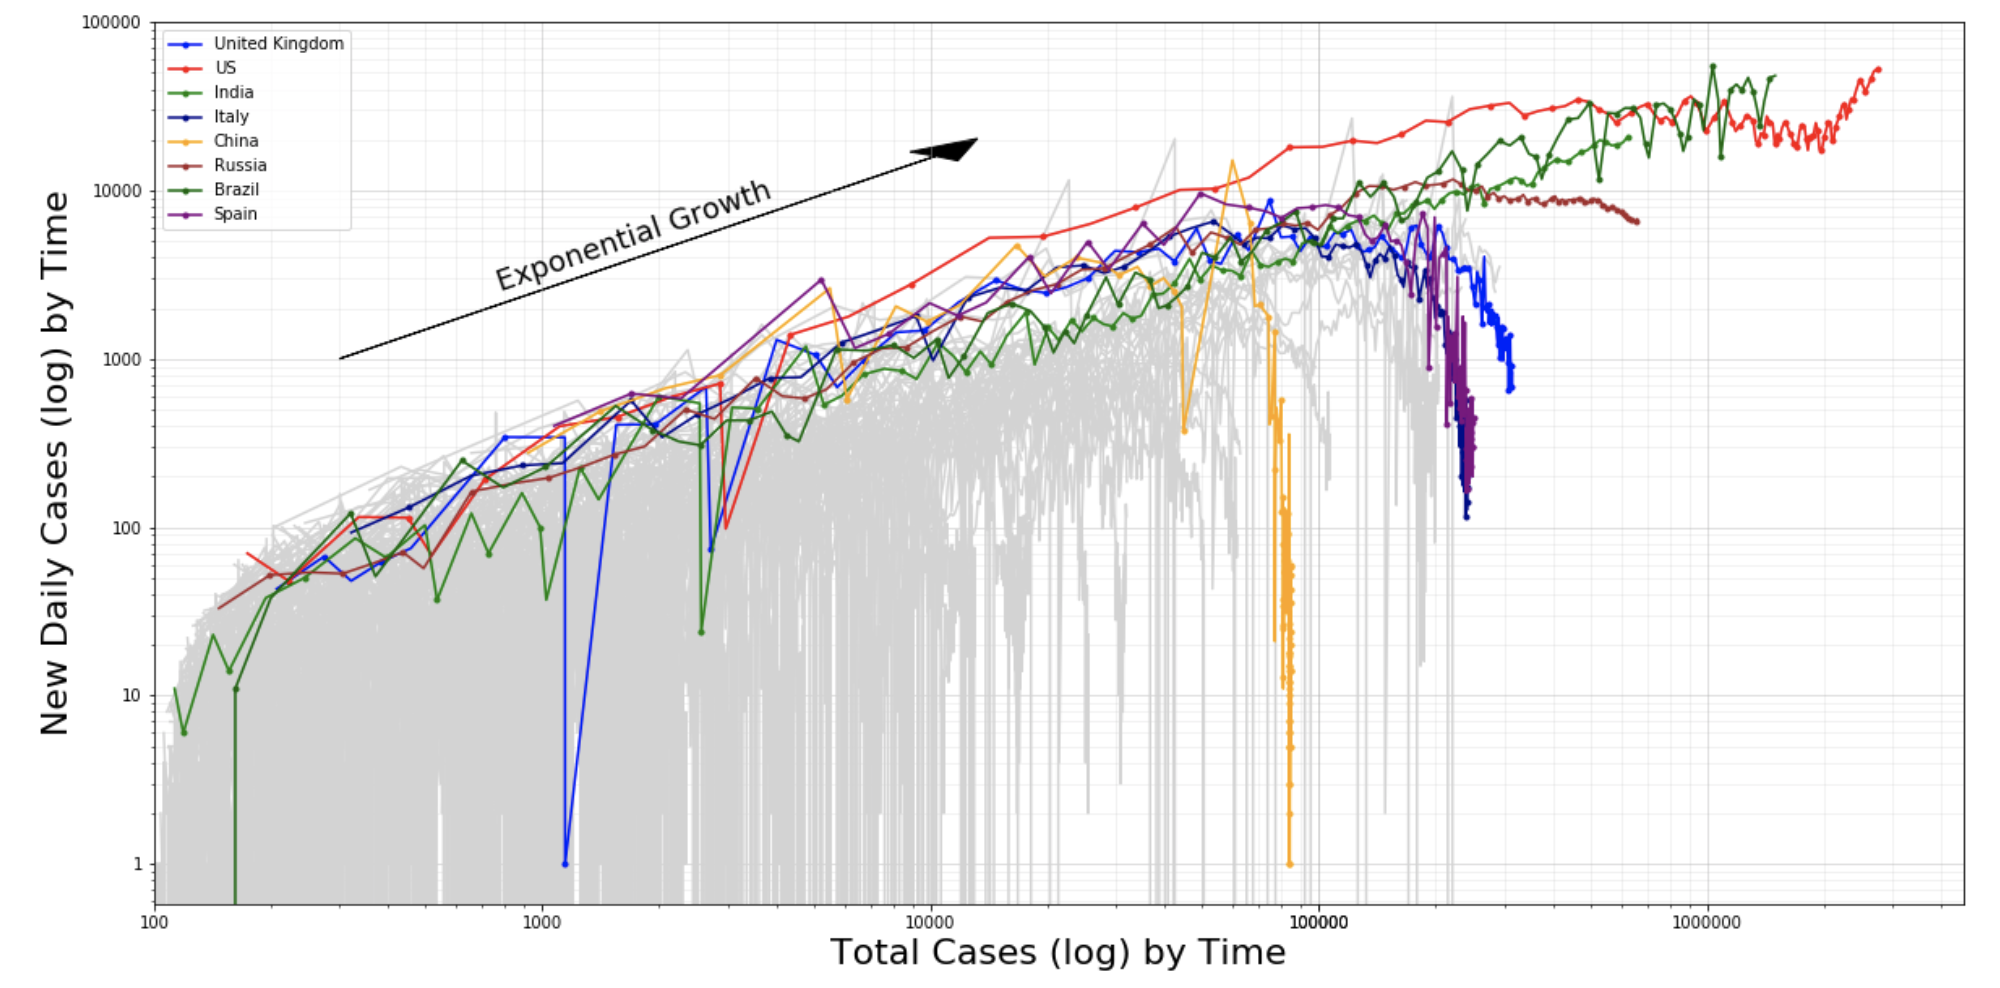 100000
10000
1000
100
10
1
New Daily Cases (log) by Time
United Kingdom
US
India
Italy
China
Russia
Brazil
Spain
Exponential Growth
100
1000
10000
100000
1000000
Total Cases (log) by Time